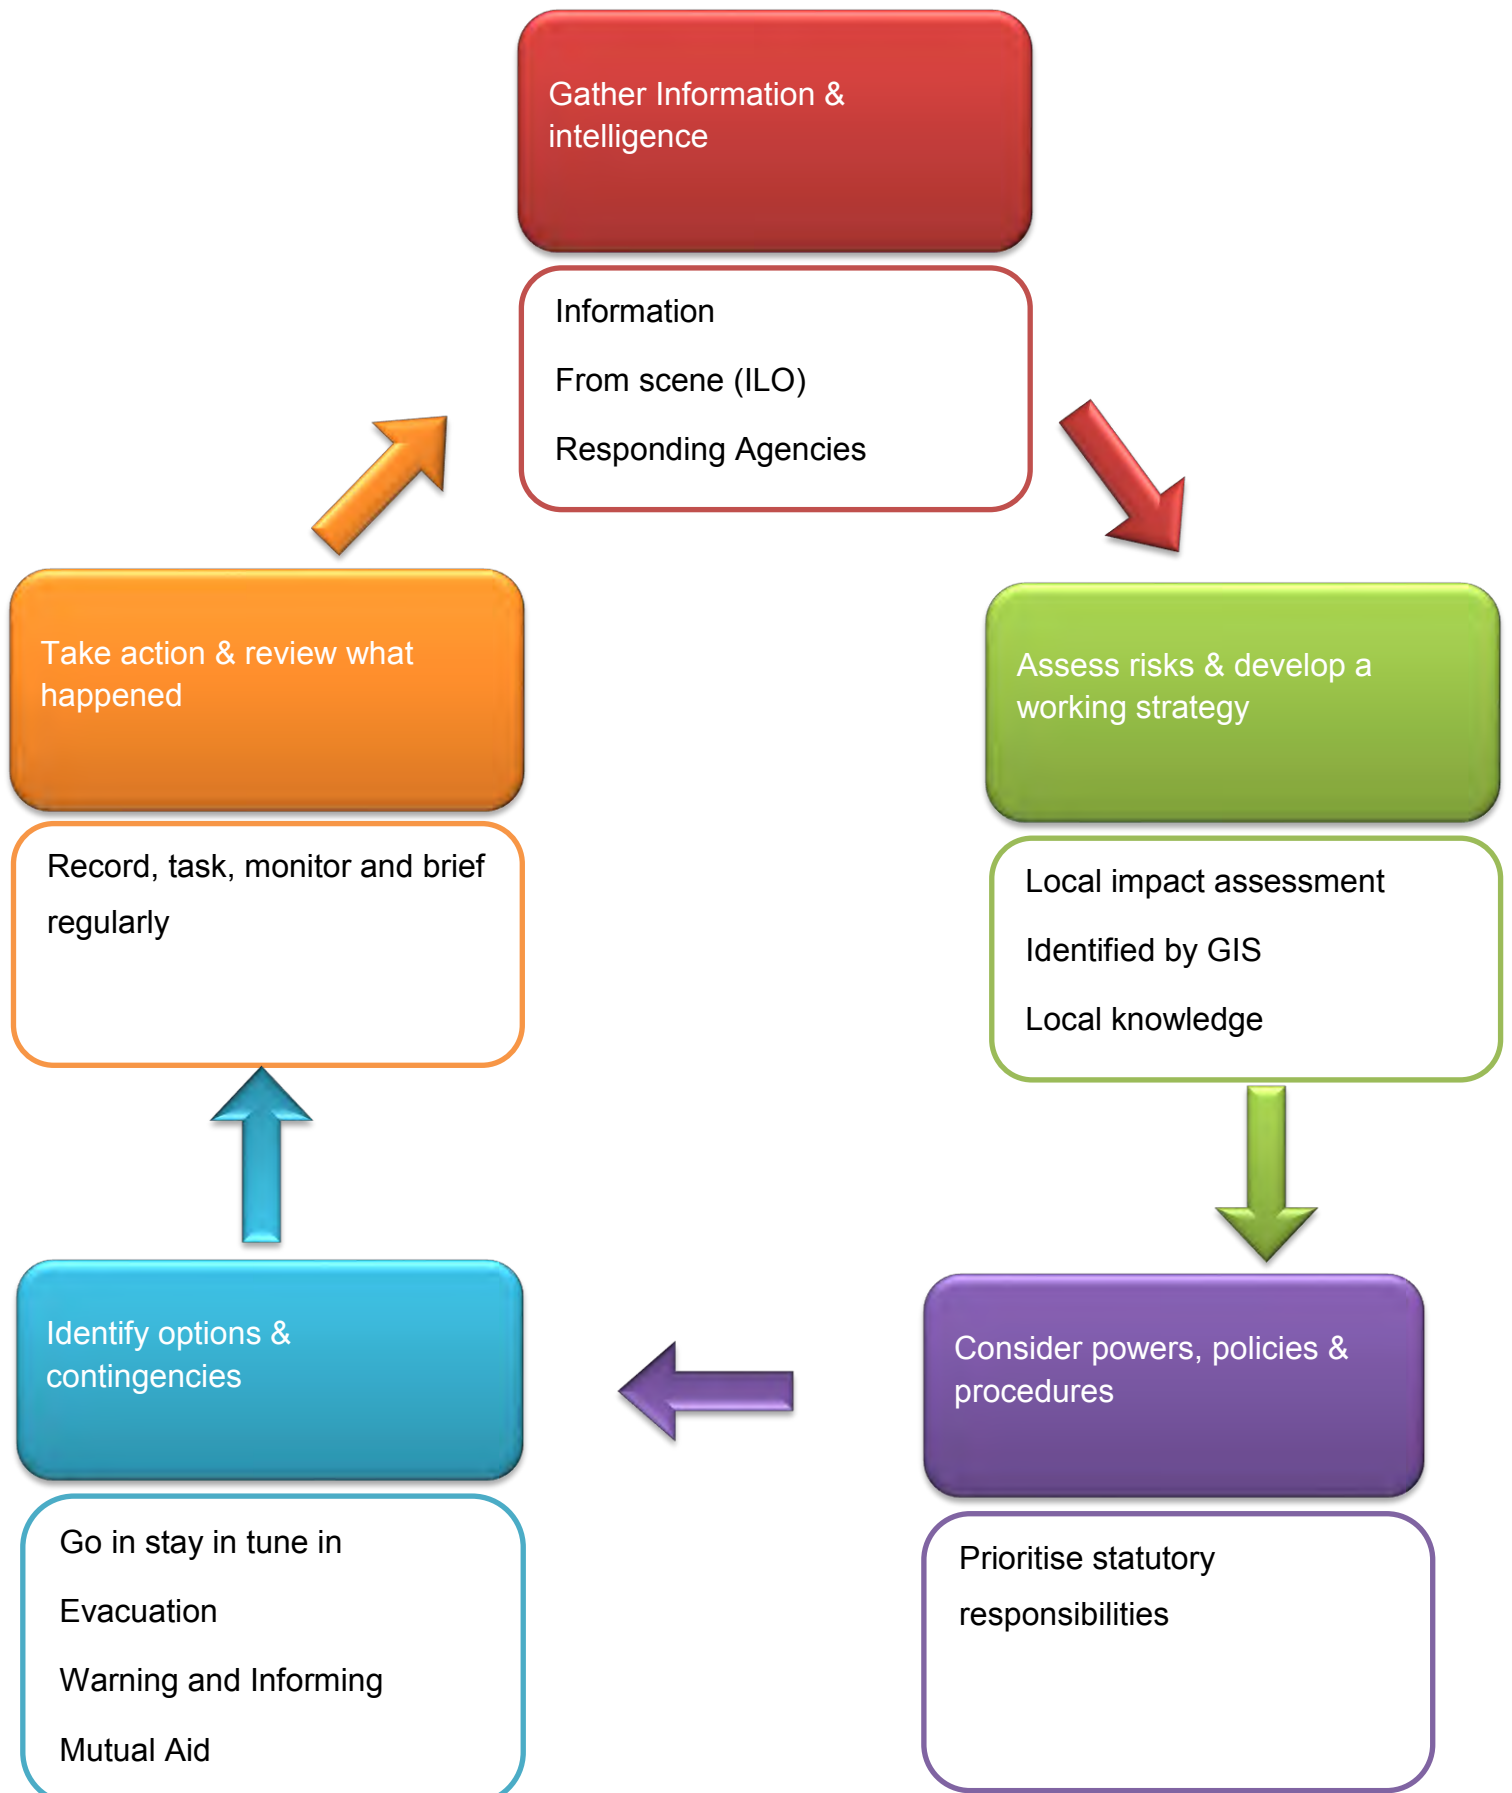 Gather Information &
intelligence
Information
From scene (ILO)
Responding Agencies
Assess risks & develop a
working strategy
Local impact assessment
Identified by GIS
Local knowledge
Consider powers, policies &
procedures
Prioritise statutory
responsibilities
Identify options &
contingencies
Go in stay in tune in
Evacuation
Warning and Informing
Mutual Aid
Take action & review what
happened
Record, task, monitor and brief
regularly